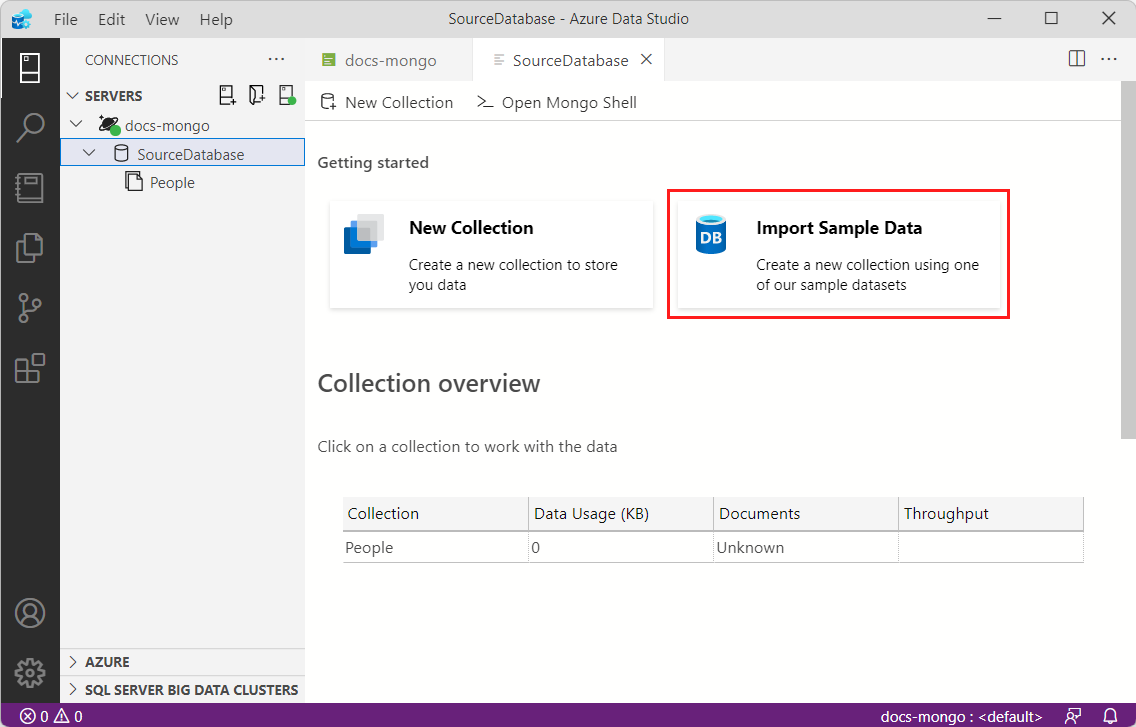 File Edit View Help
SourceDatabase - Azure Data Studio
CONNECTIONS
SERVERS
docs-mongo
SourceDatabase
People
AZURE
SQL SERVER BIG DATA CLUSTERS
docs-mongo
SourceDatabase
New Collection
Open Mongo Shell
Getting started
New Collection
Create a new collection to store
you data
DB
Import Sample Data
Create a new collection using one
of our sample datasets
Collection overview
Click on a collection to work with the data
Collection Data Usage (KB) Documents Throughput
People 0 Unknown
0 0
docs-mongo : <default>